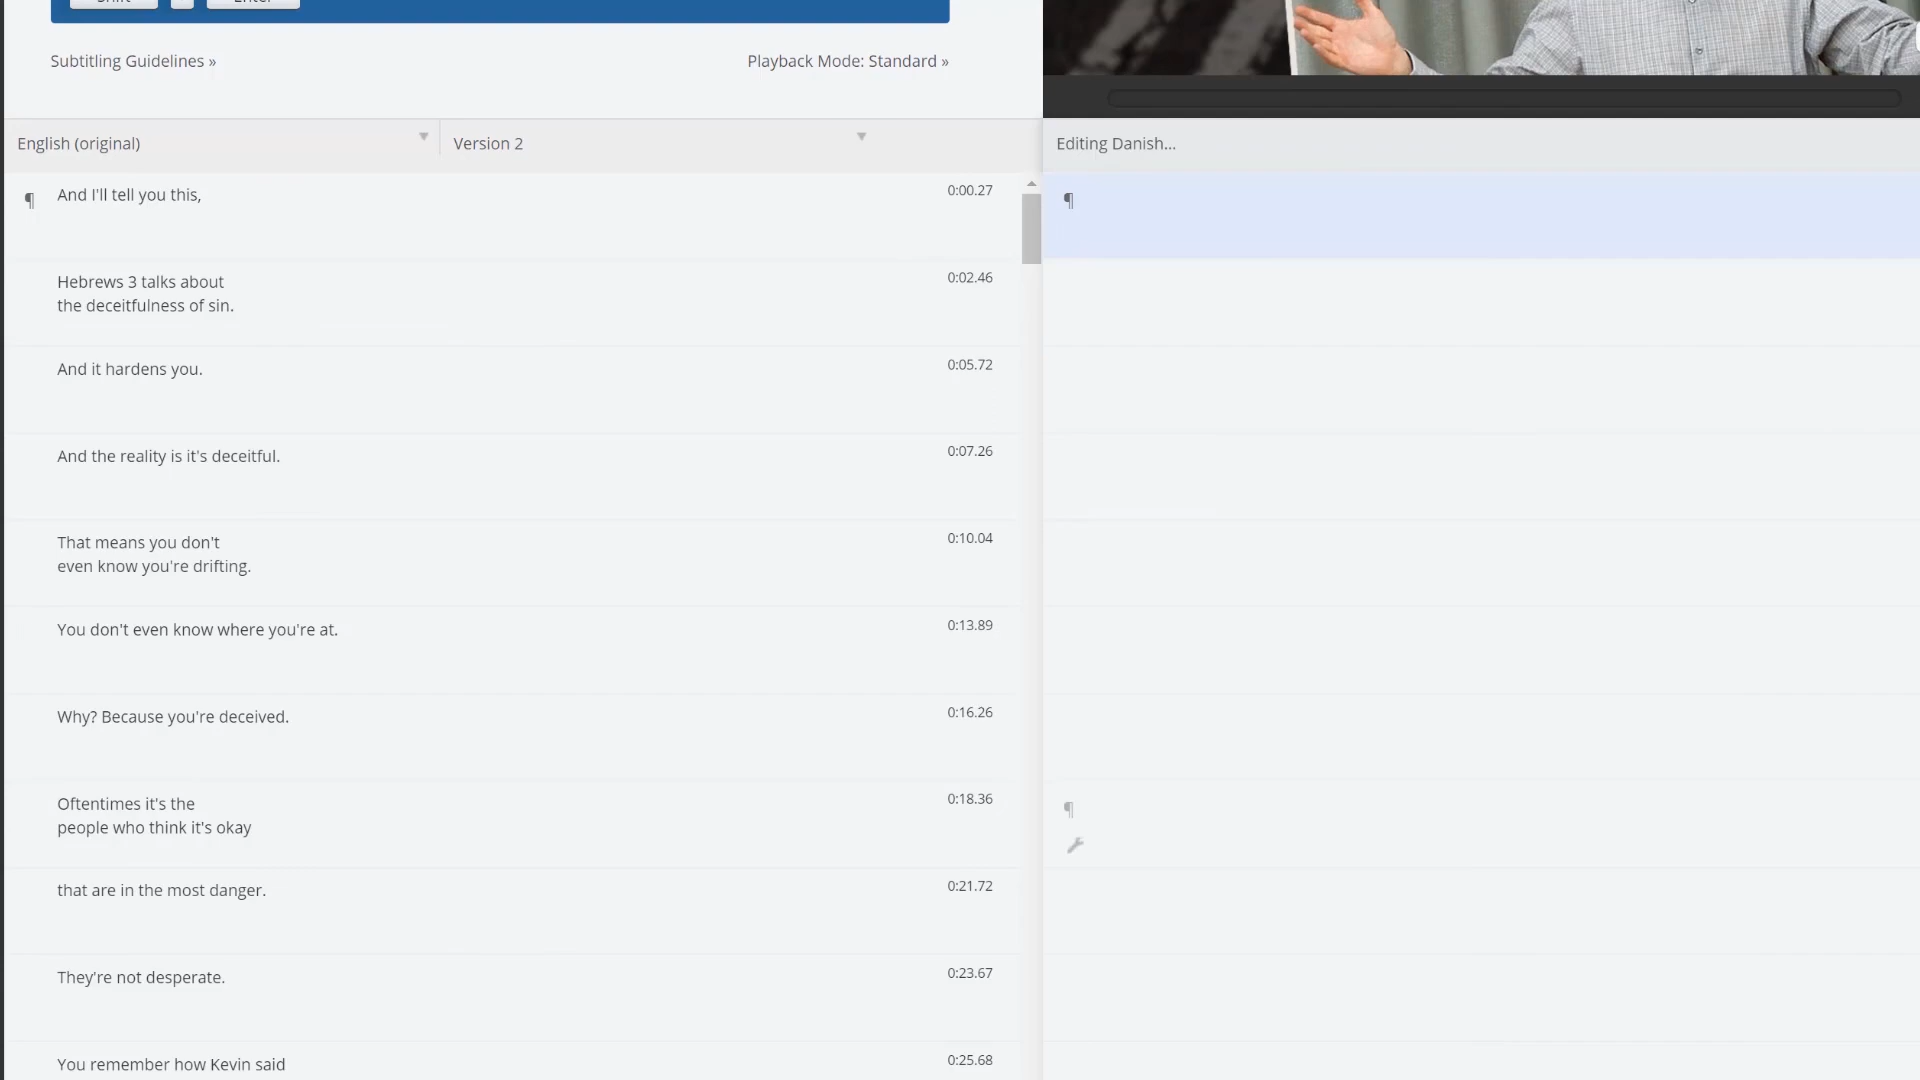 Shift
Enter
Subtitling Guidelines »
Playback Mode: Standard »
English (original)
Version 2
Editing Danish...
¶ And I'll tell you this,
0:00.27
¶
Hebrews 3 talks about
the deceitfulness of sin.
0:02.46
And it hardens you.
0:05.72
And the reality is it's deceitful.
0:07.26
That means you don't
even know you're drifting.
0:10.04
You don't even know where you're at.
0:13.89
Why? Because you're deceived.
0:16.26
Oftentimes it's the
people who think it's okay
0:18.36
¶
that are in the most danger.
0:21.72
They're not desperate.
0:23.67
You remember how Kevin said
0:25.68